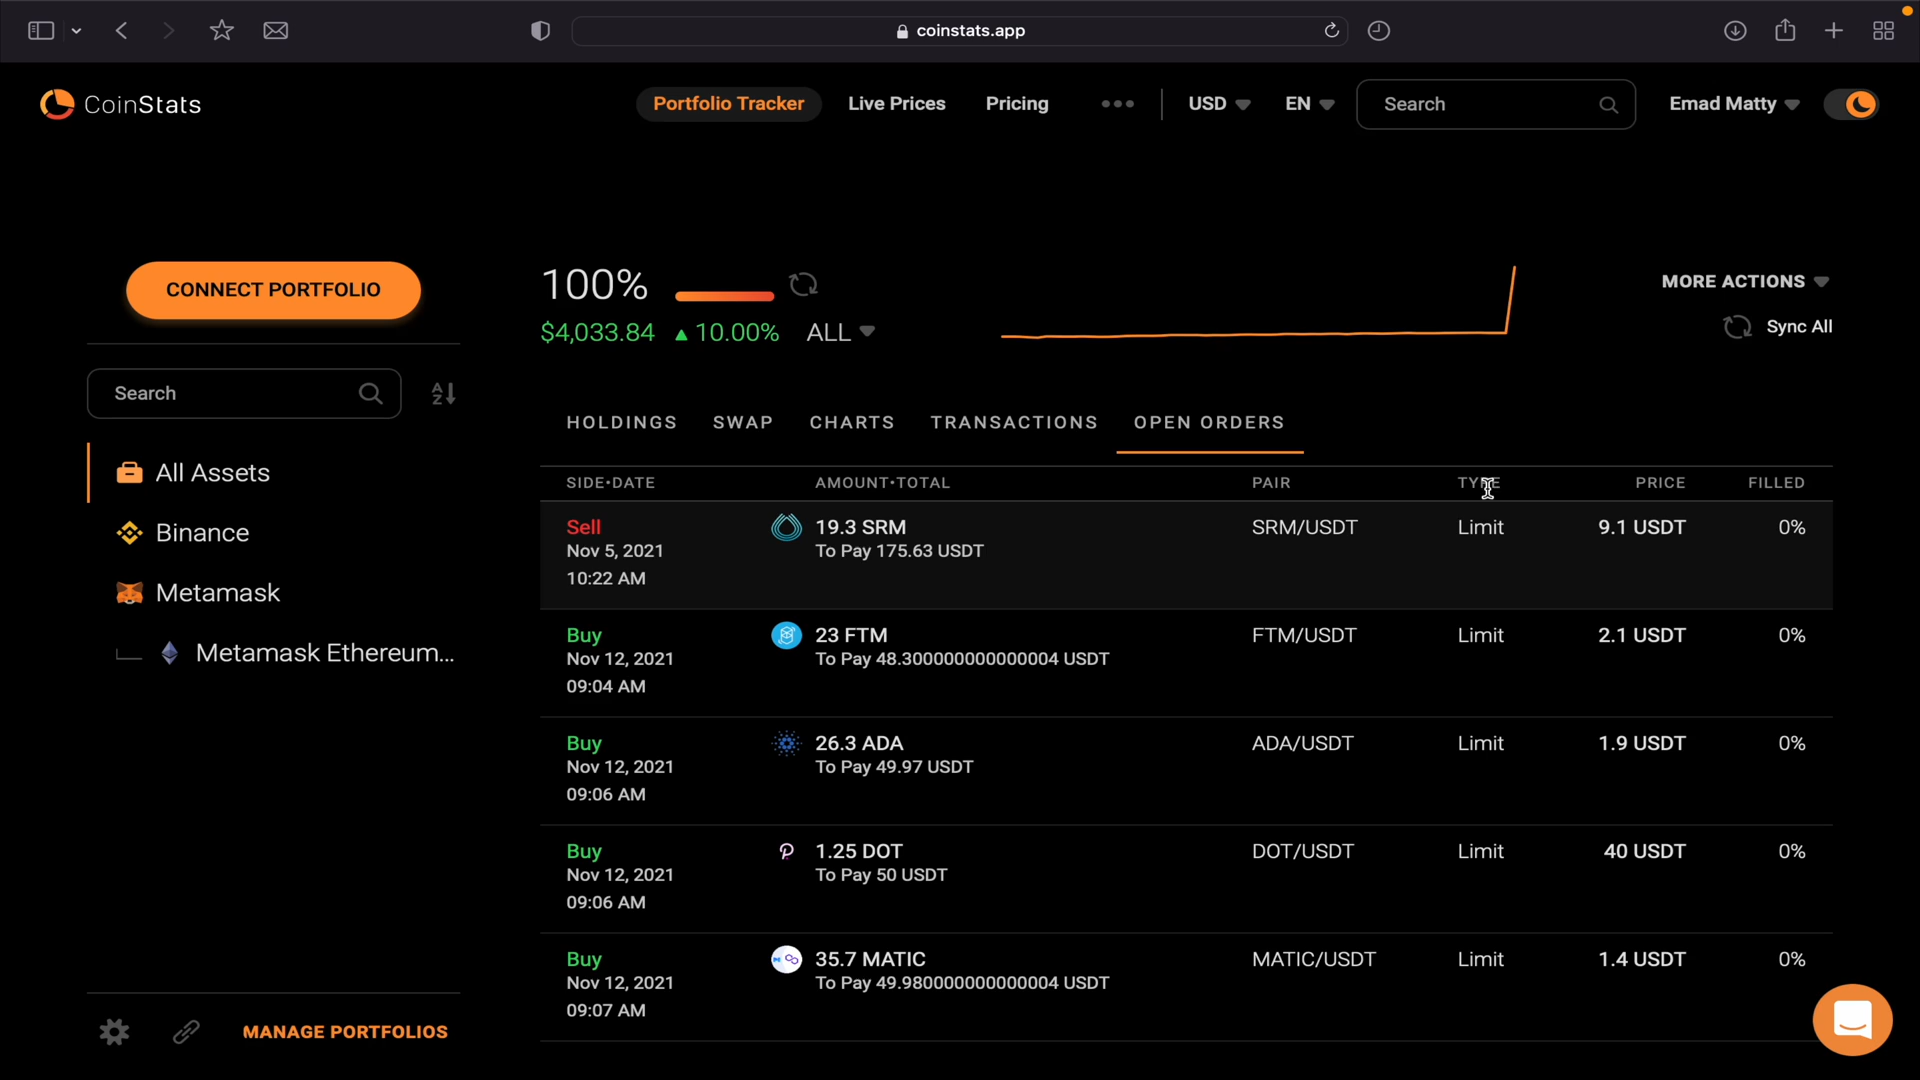 coinstats.app
CoinStats
Portfolio Tracker
Live Prices
Pricing
USD
EN
Search
Emad Matty
CONNECT PORTFOLIO
Search
All Assets
Binance
Metamask
Metamask Ethereum...
MANAGE PORTFOLIOS
100%
$4,033.84 ▲ 10.00% ALL
MORE ACTIONS
Sync All
HOLDINGS SWAP CHARTS TRANSACTIONS OPEN ORDERS
SIDE•DATE AMOUNT•TOTAL PAIR TYPE PRICE FILLED
Sell 19.3 SRM SRM/USDT Limit 9.1 USDT 0%
Nov 5, 2021 To Pay 175.63 USDT
10:22 AM
Buy 23 FTM FTM/USDT Limit 2.1 USDT 0%
Nov 12, 2021 To Pay 48.300000000000004 USDT
09:04 AM
Buy 26.3 ADA ADA/USDT Limit 1.9 USDT 0%
Nov 12, 2021 To Pay 49.97 USDT
09:06 AM
Buy 1.25 DOT DOT/USDT Limit 40 USDT 0%
Nov 12, 2021 To Pay 50 USDT
09:06 AM
Buy 35.7 MATIC MATIC/USDT Limit 1.4 USDT 0%
Nov 12, 2021 To Pay 49.980000000000004 USDT
09:07 AM